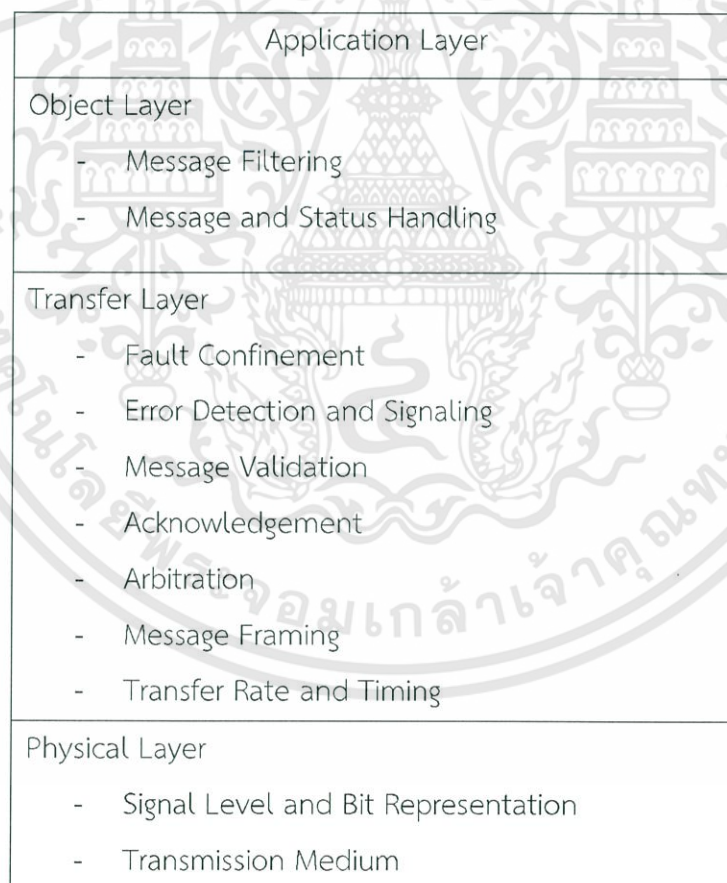 Application Layer
Object Layer
- Message Filtering
- Message and Status Handling
Transfer Layer
- Fault Confinement
- Error Detection and Signaling
- Message Validation
- Acknowledgement
- Arbitration
- Message Framing
- Transfer Rate and Timing
Physical Layer
- Signal Level and Bit Representation
- Transmission Medium